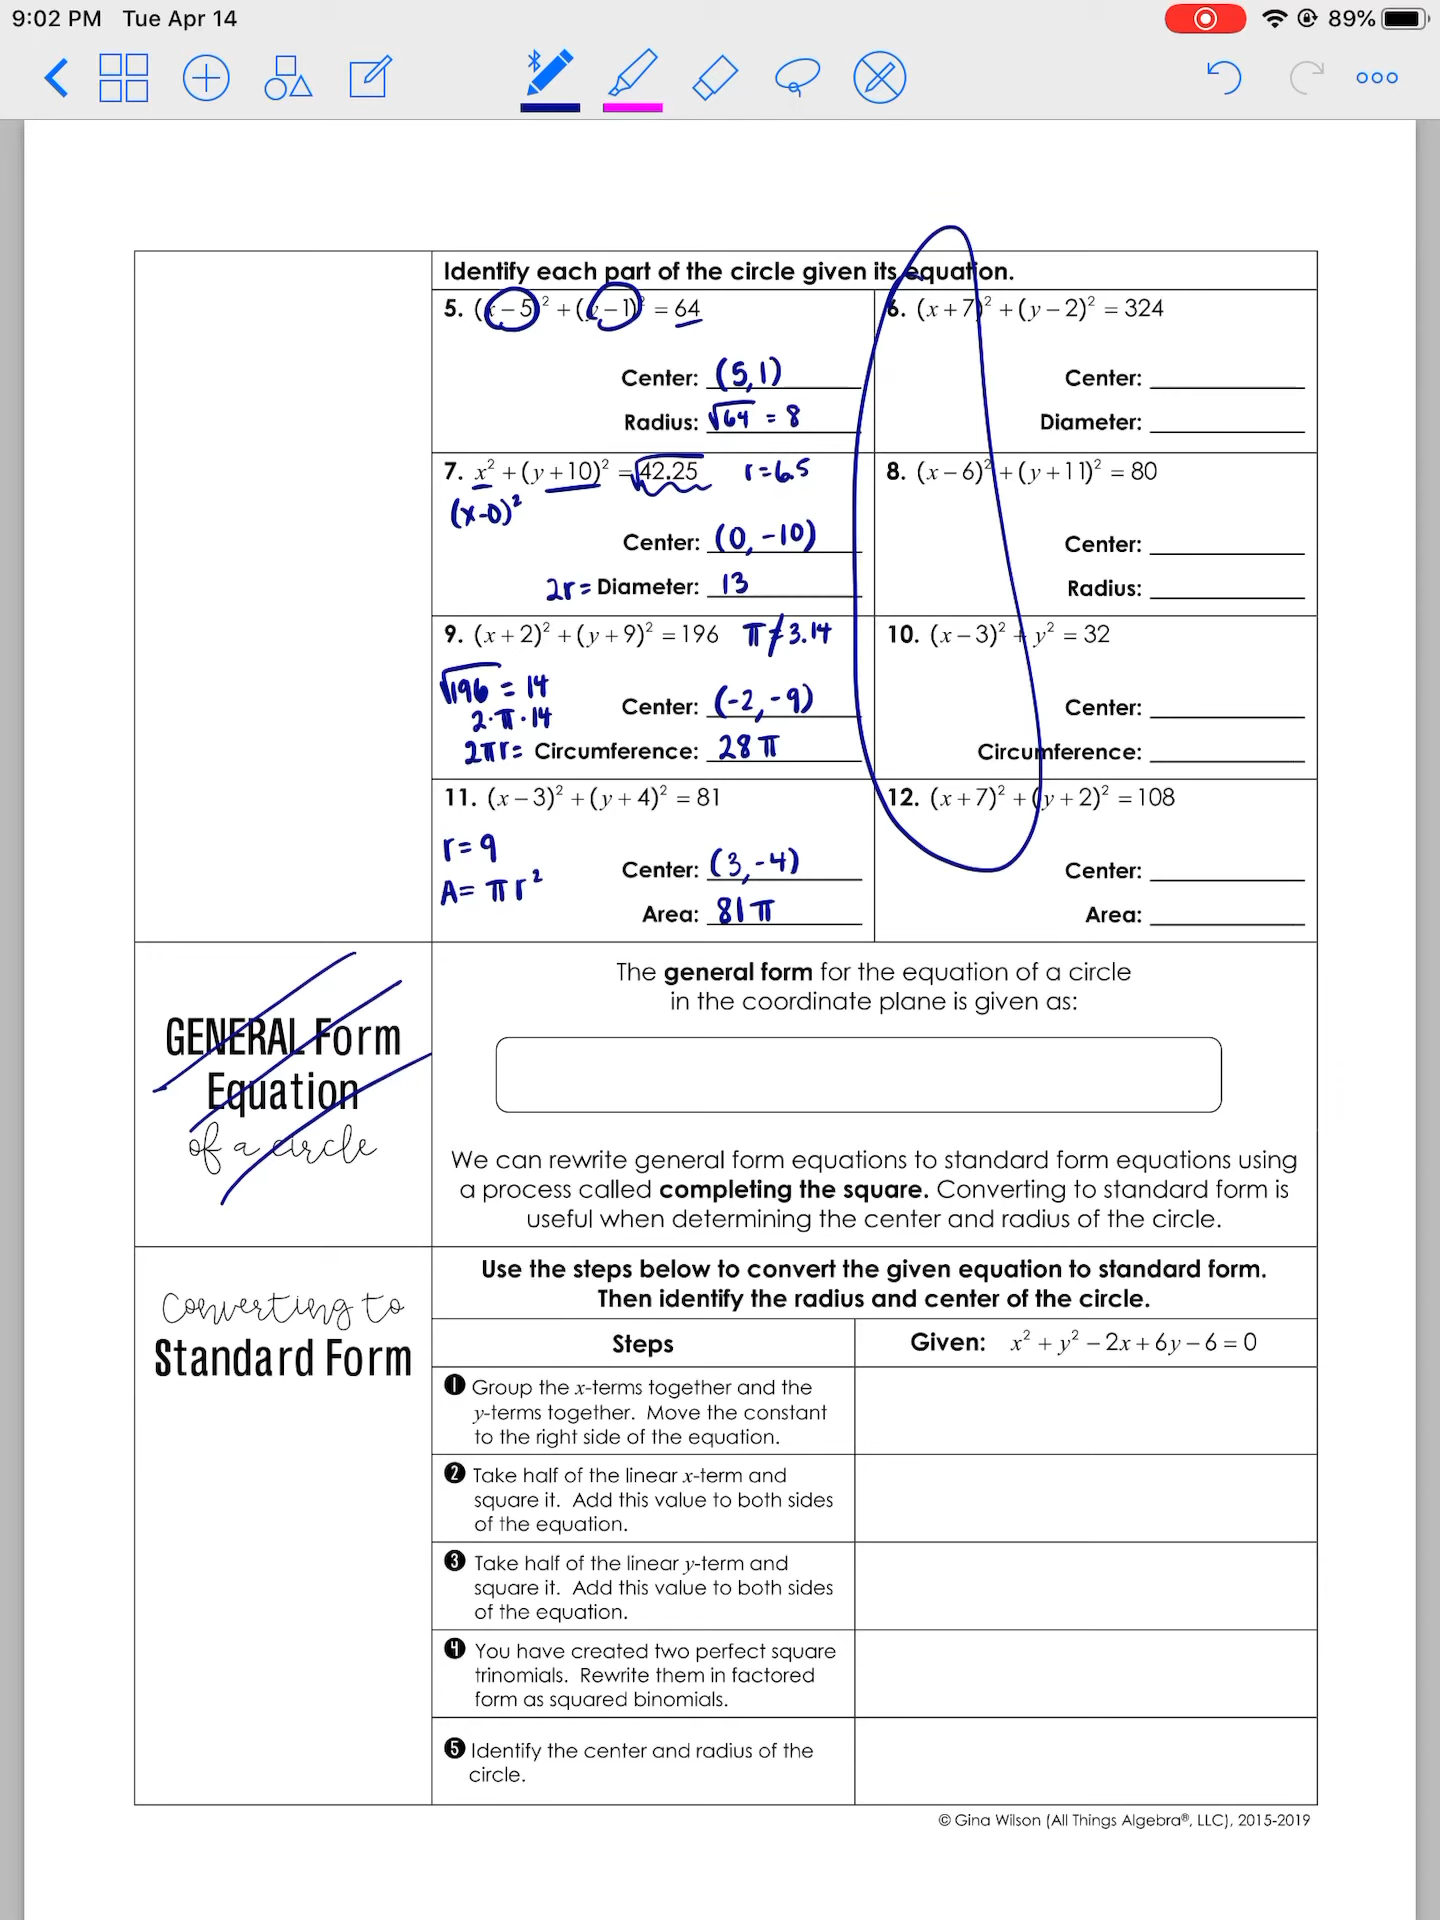 9:02 PM Tue Apr 14
89%
Identify each part of the circle given its equation.
5. (x – 5)² + (y – 1)² = 64
Center: (5, 1)
Radius: √64 = 8
6. (x + 7)² + (y – 2)² = 324
Center:
Diameter:
7. x² + (y + 10)² = √42.25 r = 6.5
(x-0)²
Center: (0, -10)
2r = Diameter: 13
8. (x – 6)² + (y + 11)² = 80
Center:
Radius:
9. (x + 2)² + (y + 9)² = 196 π ≠ 3.14
√196 = 14
2·π·14
Center: (-2, -9)
2πr = Circumference: 28π
10. (x – 3)² + y² = 32
Center:
Circumference:
11. (x – 3)² + (y + 4)² = 81
r = 9
A = πr²
Center: (3, -4)
Area: 81π
12. (x + 7)² + (y + 2)² = 108
Center:
Area:
GENERAL Form
Equation
of a circle
The general form for the equation of a circle
in the coordinate plane is given as:
We can rewrite general form equations to standard form equations using
a process called completing the square. Converting to standard form is
useful when determining the center and radius of the circle.
Converting to
Standard Form
Use the steps below to convert the given equation to standard form.
Then identify the radius and center of the circle.
Steps
Given: x² + y² – 2x + 6y – 6 = 0
1 Group the x-terms together and the
y-terms together. Move the constant
to the right side of the equation.
2 Take half of the linear x-term and
square it. Add this value to both sides
of the equation.
3 Take half of the linear y-term and
square it. Add this value to both sides
of the equation.
4 You have created two perfect square
trinomials. Rewrite them in factored
form as squared binomials.
5 Identify the center and radius of the
circle.
© Gina Wilson (All Things Algebra®, LLC), 2015-2019